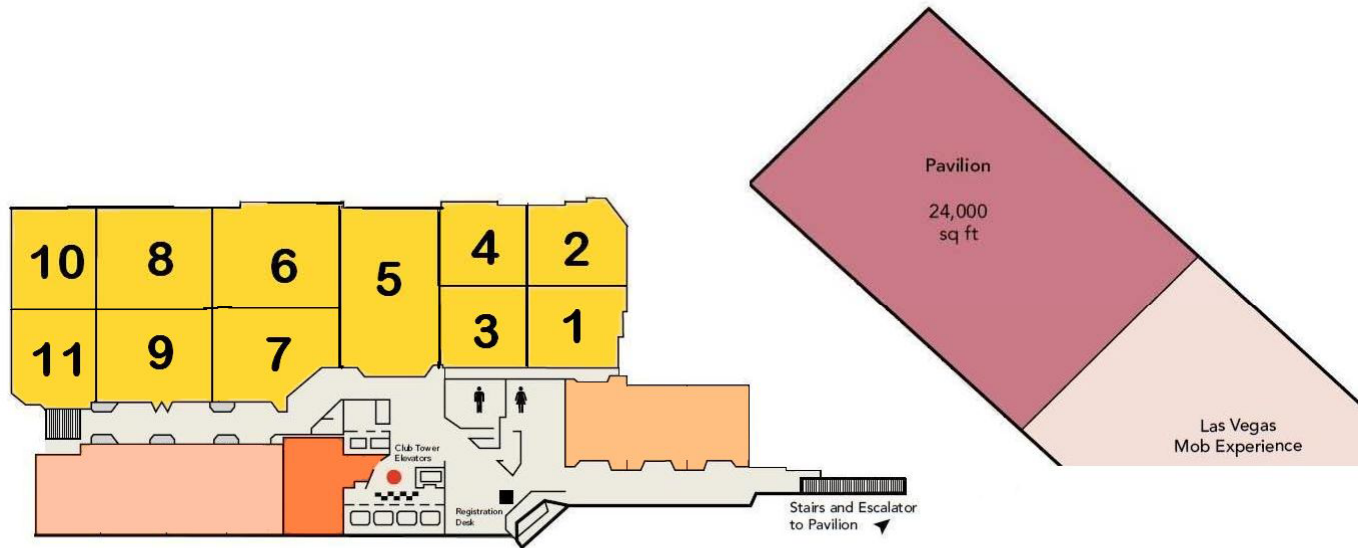 Pavilion
24,000
sq ft
10
8
6
5
4
2
11
9
7
3
1
Club Tower
Elevators
Registration
Desk
Stairs and Escalator
to Pavilion
Las Vegas
Mob Experience